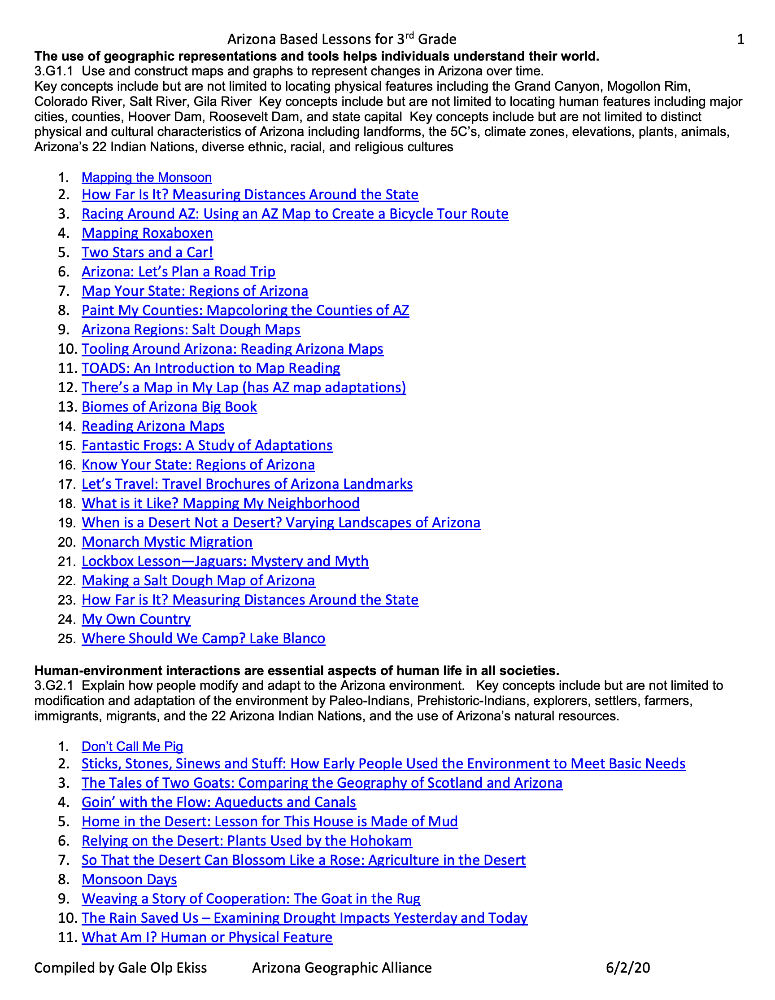 Arizona Based Lessons for 3rd Grade 1
The use of geographic representations and tools helps individuals understand their world.
3.G1.1 Use and construct maps and graphs to represent changes in Arizona over time.
Key concepts include but are not limited to locating physical features including the Grand Canyon, Mogollon Rim,
Colorado River, Salt River, Gila River Key concepts include but are not limited to locating human features including major
cities, counties, Hoover Dam, Roosevelt Dam, and state capital Key concepts include but are not limited to distinct
physical and cultural characteristics of Arizona including landforms, the 5C’s, climate zones, elevations, plants, animals,
Arizona’s 22 Indian Nations, diverse ethnic, racial, and religious cultures
1. Mapping the Monsoon
2. How Far Is It? Measuring Distances Around the State
3. Racing Around AZ: Using an AZ Map to Create a Bicycle Tour Route
4. Mapping Roxaboxen
5. Two Stars and a Car!
6. Arizona: Let’s Plan a Road Trip
7. Map Your State: Regions of Arizona
8. Paint My Counties: Mapcoloring the Counties of AZ
9. Arizona Regions: Salt Dough Maps
10. Tooling Around Arizona: Reading Arizona Maps
11. TOADS: An Introduction to Map Reading
12. There’s a Map in My Lap (has AZ map adaptations)
13. Biomes of Arizona Big Book
14. Reading Arizona Maps
15. Fantastic Frogs: A Study of Adaptations
16. Know Your State: Regions of Arizona
17. Let’s Travel: Travel Brochures of Arizona Landmarks
18. What is it Like? Mapping My Neighborhood
19. When is a Desert Not a Desert? Varying Landscapes of Arizona
20. Monarch Mystic Migration
21. Lockbox Lesson—Jaguars: Mystery and Myth
22. Making a Salt Dough Map of Arizona
23. How Far is It? Measuring Distances Around the State
24. My Own Country
25. Where Should We Camp? Lake Blanco
Human-environment interactions are essential aspects of human life in all societies.
3.G2.1 Explain how people modify and adapt to the Arizona environment. Key concepts include but are not limited to
modification and adaptation of the environment by Paleo-Indians, Prehistoric-Indians, explorers, settlers, farmers,
immigrants, migrants, and the 22 Arizona Indian Nations, and the use of Arizona’s natural resources.
1. Don’t Call Me Pig
2. Sticks, Stones, Sinews and Stuff: How Early People Used the Environment to Meet Basic Needs
3. The Tales of Two Goats: Comparing the Geography of Scotland and Arizona
4. Goin’ with the Flow: Aqueducts and Canals
5. Home in the Desert: Lesson for This House is Made of Mud
6. Relying on the Desert: Plants Used by the Hohokam
7. So That the Desert Can Blossom Like a Rose: Agriculture in the Desert
8. Monsoon Days
9. Weaving a Story of Cooperation: The Goat in the Rug
10. The Rain Saved Us – Examining Drought Impacts Yesterday and Today
11. What Am I? Human or Physical Feature
Compiled by Gale Olp Ekiss Arizona Geographic Alliance 6/2/20